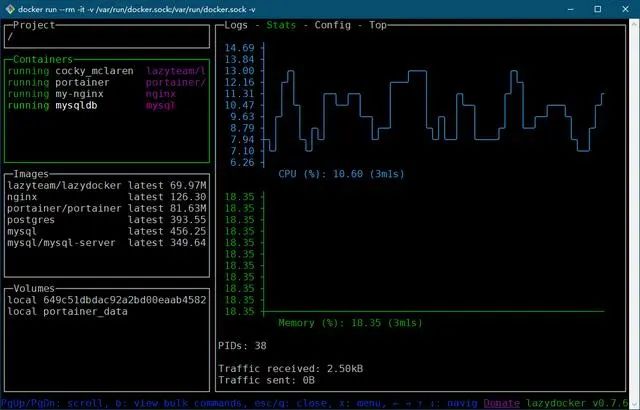 docker run --rm -it -v /var/run/docker.sock:/var/run/docker.sock -v
Project
/
Containers
running cocky_mclaren lazyteam/l
running portainer portainer/
running my-nginx nginx
running mysqldb mysql
Images
lazyteam/lazydocker latest 69.97M
nginx latest 126.30
portainer/portainer latest 81.63M
postgres latest 393.55
mysql latest 456.25
mysql/mysql-server latest 349.64
Volumes
local 649c51dbdac92a2bd00eaab4582
local portainer_data
Logs - Stats - Config - Top
14.69
13.84
13.00
12.16
11.31
10.47
9.63
8.79
7.94
7.10
6.26
CPU (%): 10.60 (3m1s)
18.35
18.35
18.35
18.35
18.35
18.35
18.35
18.35
18.35
18.35
18.35
Memory (%): 18.35 (3m1s)
PIDs: 38
Traffic received: 2.50kB
Traffic sent: 0B
PgUp/PgDn: scroll, b: view bulk commands, esc/q: close, x: menu, ← → ↑ ↓: navig Donate lazydocker v0.7.6